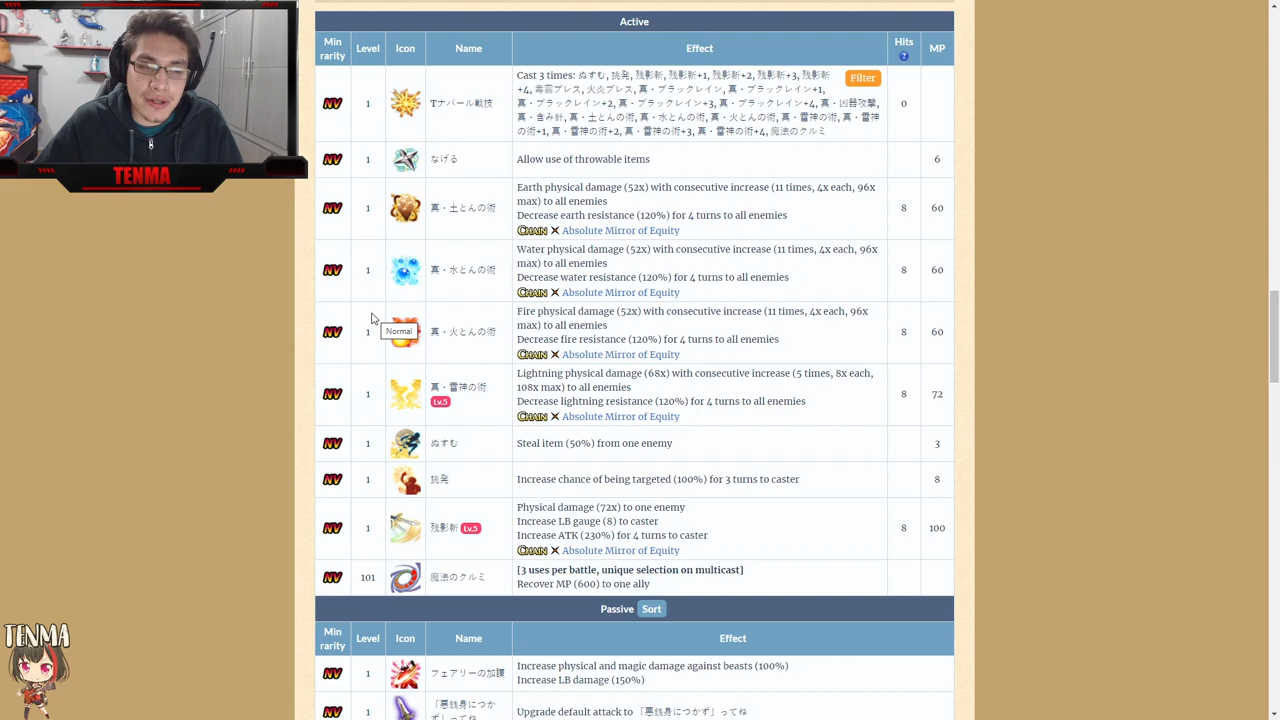 Active
Min rarity Level Icon Name Effect Hits ? MP
NV 1 Tナバール戦技 Cast 3 times: ぬすむ, 挑発, 残影斬, 残影斬+1, 残影斬+2, 残影斬+3, 残影斬 Filter 0
+4, 毒霧ブレス, 火炎ブレス, 真・ブラックレイン, 真・ブラックレイン+1,
真・ブラックレイン+2, 真・ブラックレイン+3, 真・ブラックレイン+4, 真・凶器攻撃,
真・含み針, 真・土とんの術, 真・水とんの術, 真・火とんの術, 真・雷神の術, 真・雷神
の術+1, 真・雷神の術+2, 真・雷神の術+3, 真・雷神の術+4, 魔法のクルミ
NV 1 なげる Allow use of throwable items 6
NV 1 真・土とんの術 Earth physical damage (52x) with consecutive increase (11 times, 4x each, 96x 8 60
max) to all enemies
Decrease earth resistance (120%) for 4 turns to all enemies
CHAIN Absolute Mirror of Equity
NV 1 真・水とんの術 Water physical damage (52x) with consecutive increase (11 times, 4x each, 96x 8 60
max) to all enemies
Decrease water resistance (120%) for 4 turns to all enemies
CHAIN Absolute Mirror of Equity
NV 1 Normal 真・火とんの術 Fire physical damage (52x) with consecutive increase (11 times, 4x each, 96x 8 60
max) to all enemies
Decrease fire resistance (120%) for 4 turns to all enemies
CHAIN Absolute Mirror of Equity
NV 1 真・雷神の術 Lv.5 Lightning physical damage (68x) with consecutive increase (5 times, 8x each, 8 72
108x max) to all enemies
Decrease lightning resistance (120%) for 4 turns to all enemies
CHAIN Absolute Mirror of Equity
NV 1 ぬすむ Steal item (50%) from one enemy 3
NV 1 挑発 Increase chance of being targeted (100%) for 3 turns to caster 8
NV 1 残影斬 Lv.5 Physical damage (72x) to one enemy 8 100
Increase LB gauge (8) to caster
Increase ATK (230%) for 4 turns to caster
CHAIN Absolute Mirror of Equity
NV 101 魔法のクルミ [3 uses per battle, unique selection on multicast]
Recover MP (600) to one ally
Passive Sort
Min rarity Level Icon Name Effect
NV 1 フェアリーの加護 Increase physical and magic damage against beasts (100%)
Increase LB damage (150%)
NV 1 「悪銭身につか
ず」ってね Upgrade default attack to 「悪銭身につかず」ってね
TENMA
TENMA